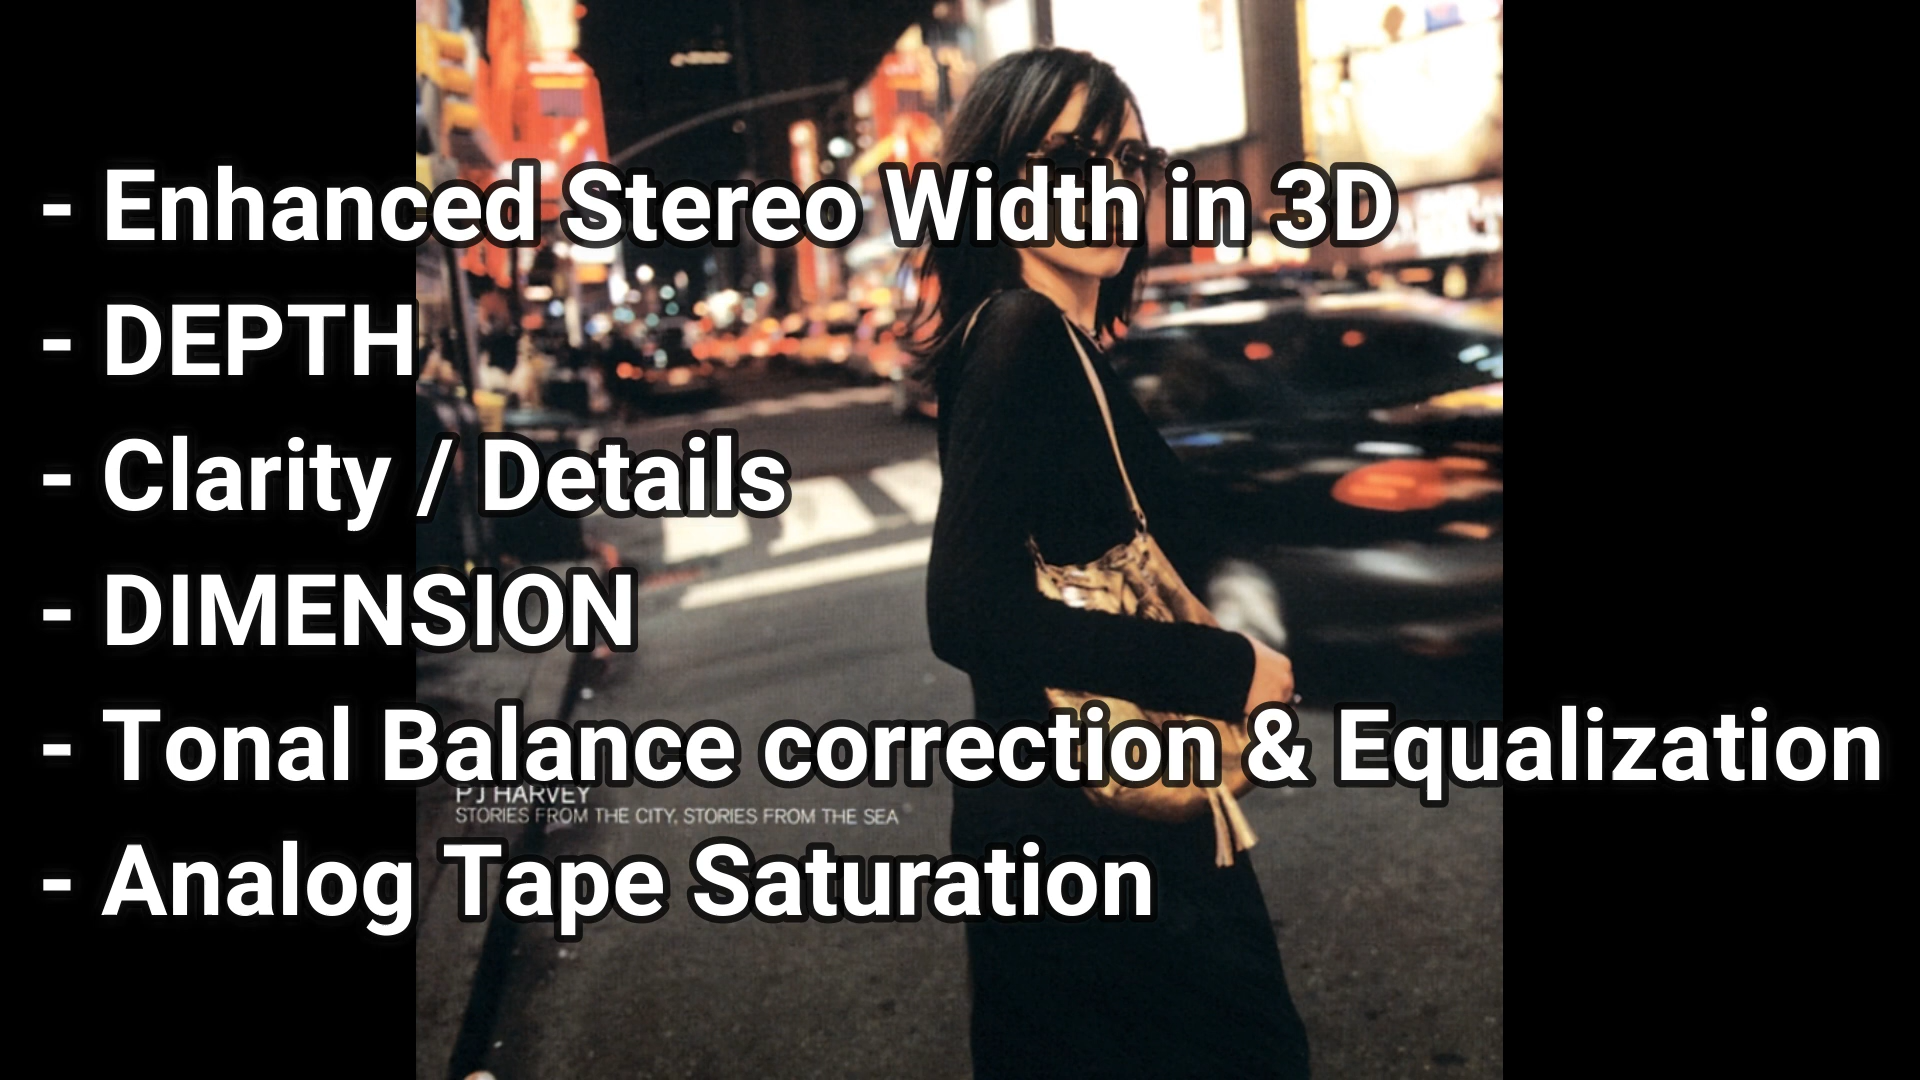 - Enhanced Stereo Width in 3D
- DEPTH
- Clarity / Details
- DIMENSION
- Tonal Balance correction & Equalization
PJ HARVEY
STORIES FROM THE CITY, STORIES FROM THE SEA
- Analog Tape Saturation